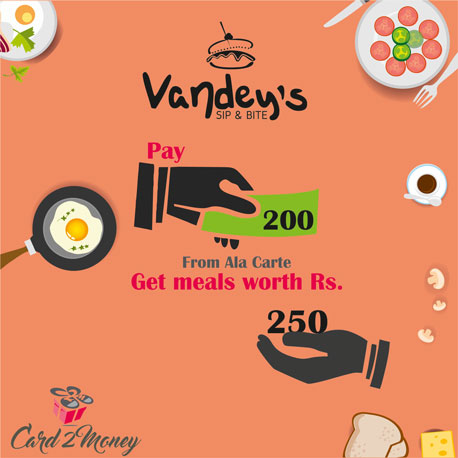 Vandey's
SIP & BITE
Pay
200
From Ala Carte
Get meals worth Rs.
250
Card 2 Money